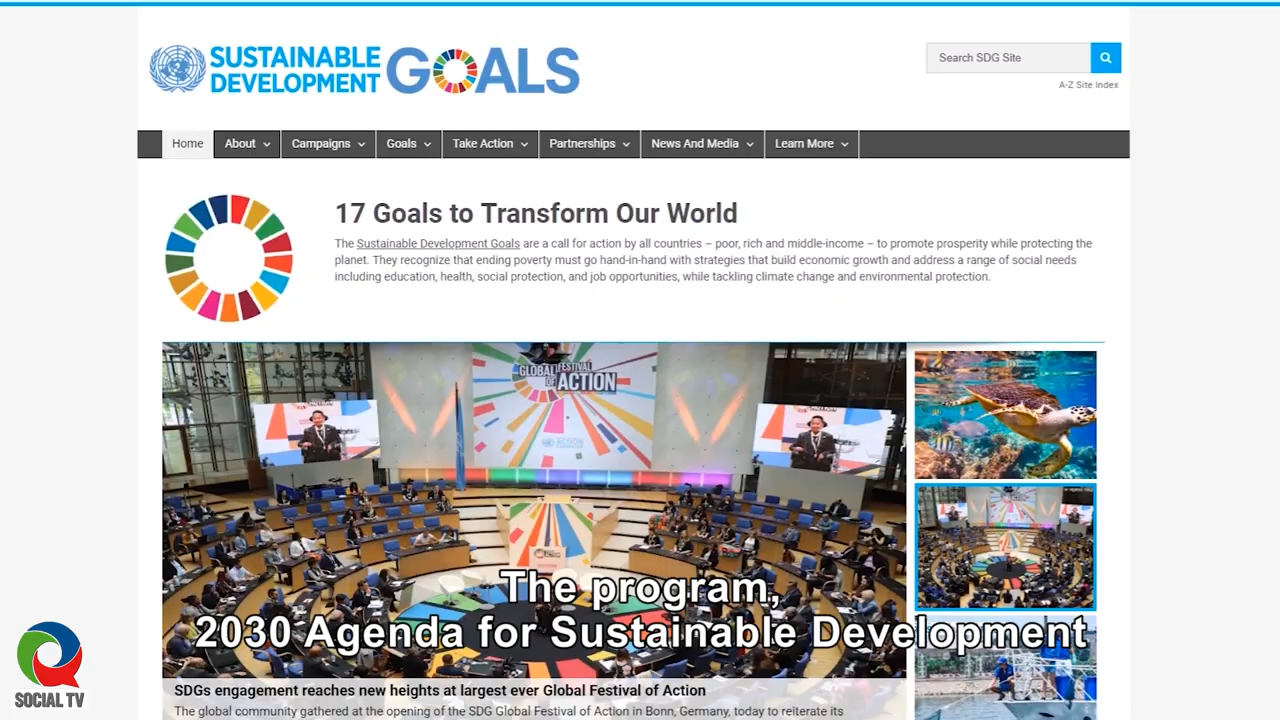 SUSTAINABLE
DEVELOPMENT
GOALS
Search SDG Site
A-Z Site Index
Home
About
Campaigns
Goals
Take Action
Partnerships
News And Media
Learn More
17 Goals to Transform Our World
The Sustainable Development Goals are a call for action by all countries – poor, rich and middle-income – to promote prosperity while protecting the
planet. They recognize that ending poverty must go hand-in-hand with strategies that build economic growth and address a range of social needs
including education, health, social protection, and job opportunities, while tackling climate change and environmental protection.
GLOBAL FESTIVAL
OF ACTION
The program,
2030 Agenda for Sustainable Development
SDGs engagement reaches new heights at largest ever Global Festival of Action
The global community gathered at the opening of the SDG Global Festival of Action in Bonn, Germany, today to reiterate its
SOCIAL TV